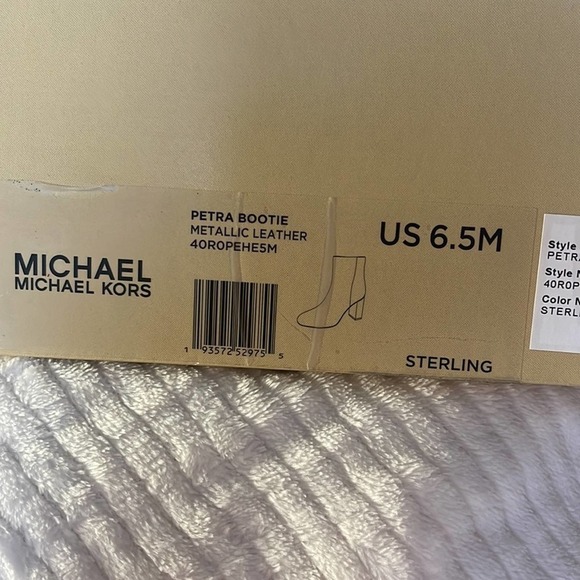 MICHAEL
MICHAEL KORS
PETRA BOOTIE
METALLIC LEATHER
40R0PEHE5M
1 93572 52975 5
US 6.5M
STERLING
Style
PETRA
Style N
40R0P
Color N
STERL